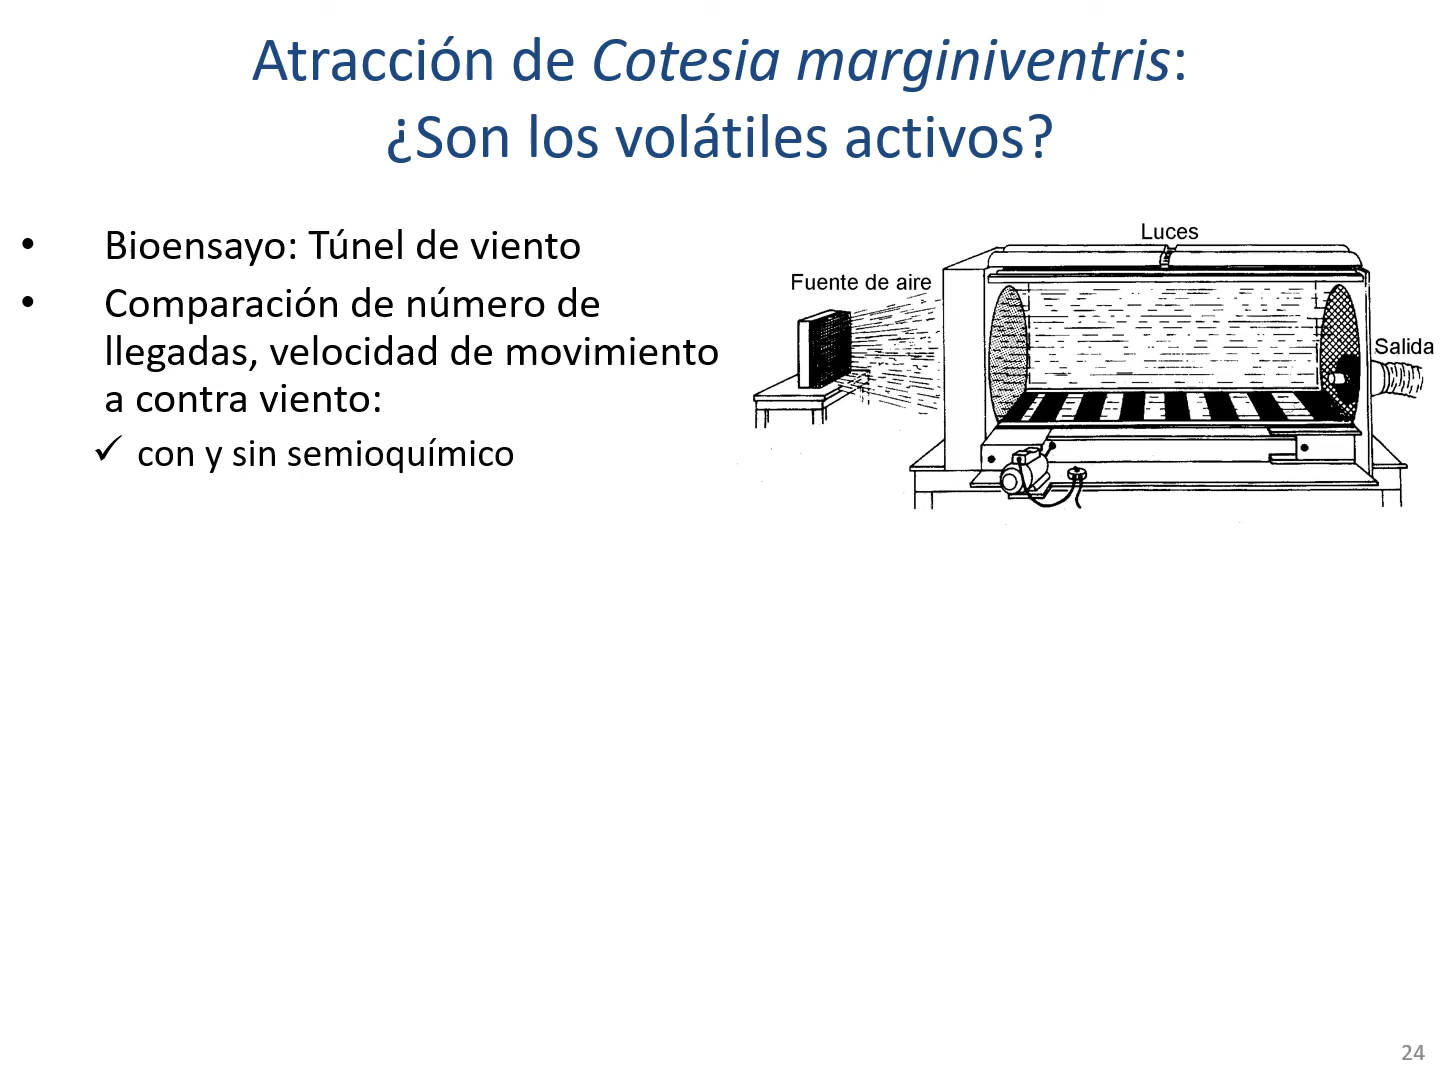 Atracción de Cotesia marginiventris:
¿Son los volátiles activos?
• Bioensayo: Túnel de viento
• Comparación de número de
llegadas, velocidad de movimiento
a contra viento:
✓ con y sin semioquímico
Luces
Fuente de aire
Salida
24